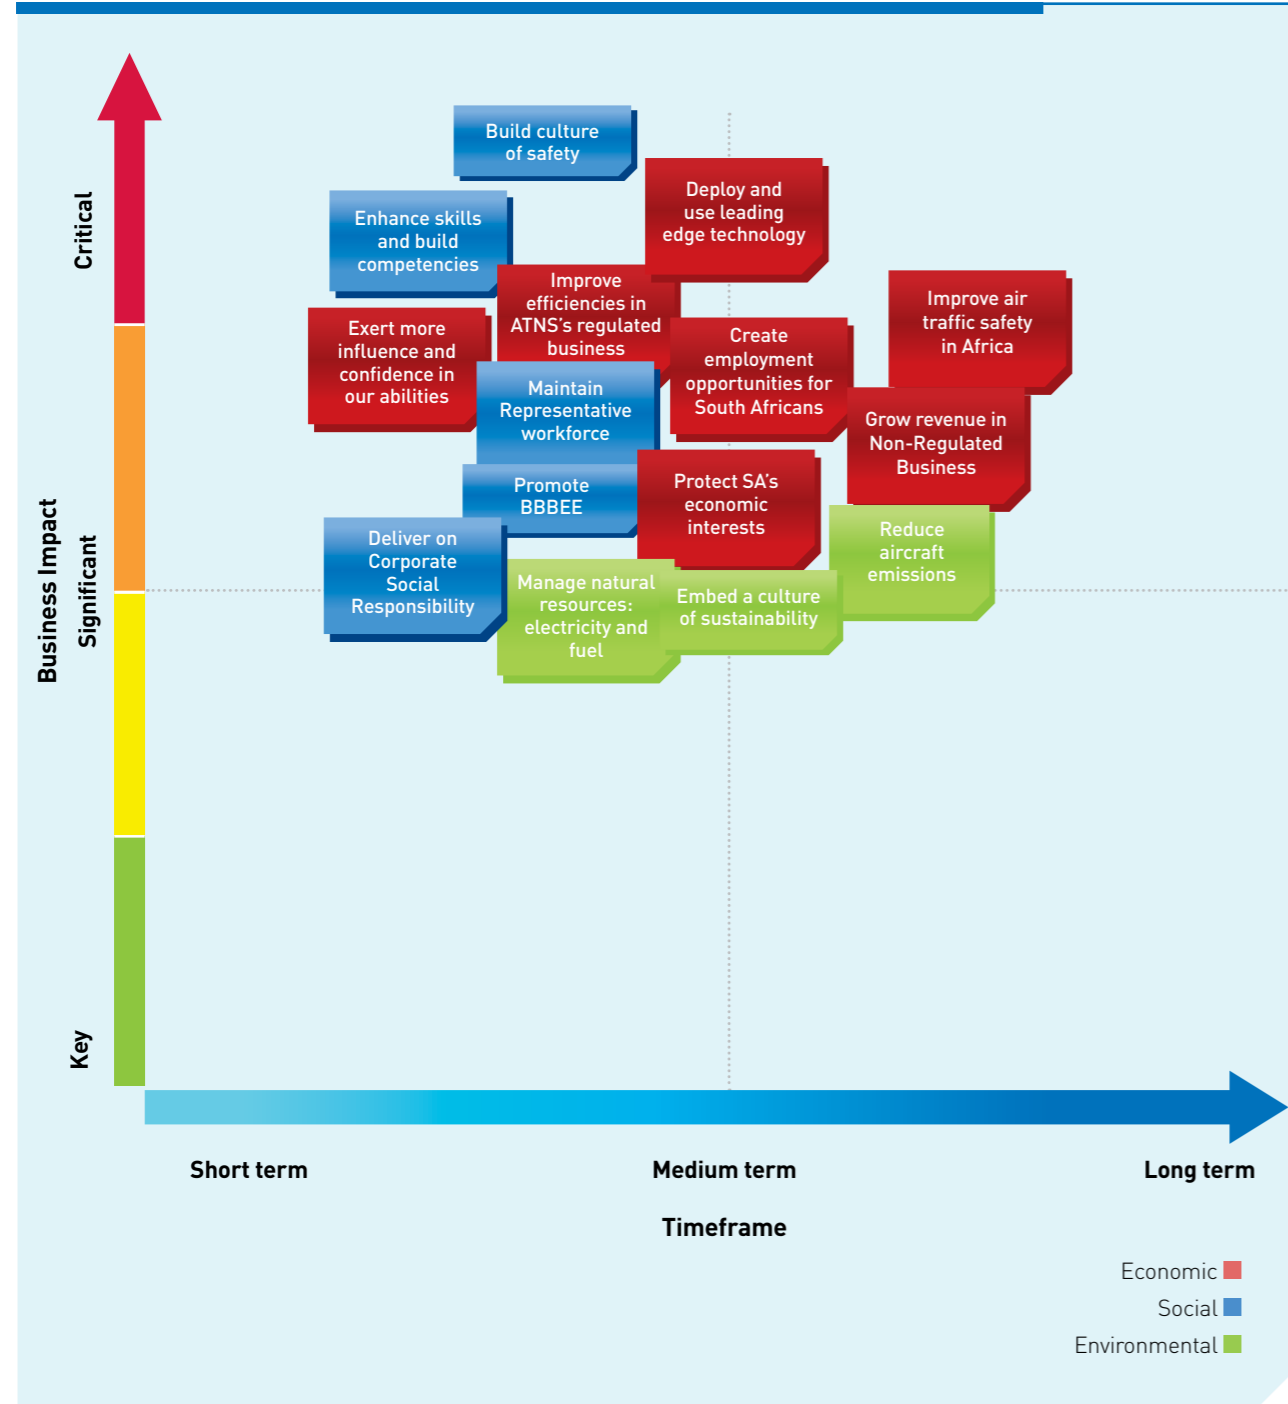 Build culture
of safety
Deploy and
use leading
edge technology
Enhance skills
and build
competencies
Critical
Improve
efficiencies in
ATNS's regulated
business
Improve air
traffic safety
in Africa
Exert more
influence and
confidence in
our abilities
Create
employment
opportunities for
South Africans
Maintain
Representative
workforce
Grow revenue in
Non-Regulated
Business
Promote
BBBEE
Protect SA's
economic
interests
Deliver on
Corporate
Social
Responsibility
Reduce
aircraft
emissions
Manage natural
resources:
electricity and
fuel
Embed a culture
of sustainability
Business Impact
Significant
Key
Short term
Medium term
Long term
Timeframe
Economic
Social
Environmental